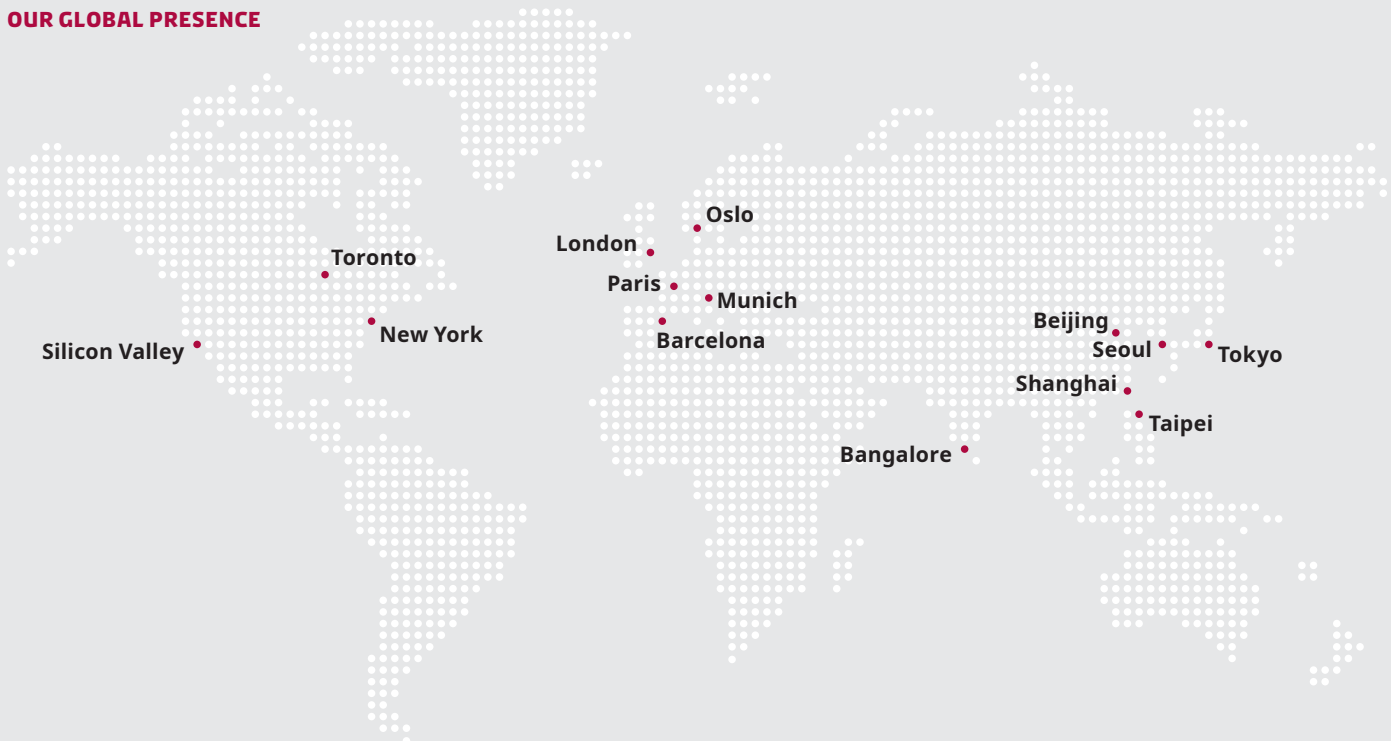 OUR GLOBAL PRESENCE
Oslo
London
Toronto
Paris
Munich
Beijing
New York
Barcelona
Seoul
Silicon Valley
Tokyo
Shanghai
Taipei
Bangalore